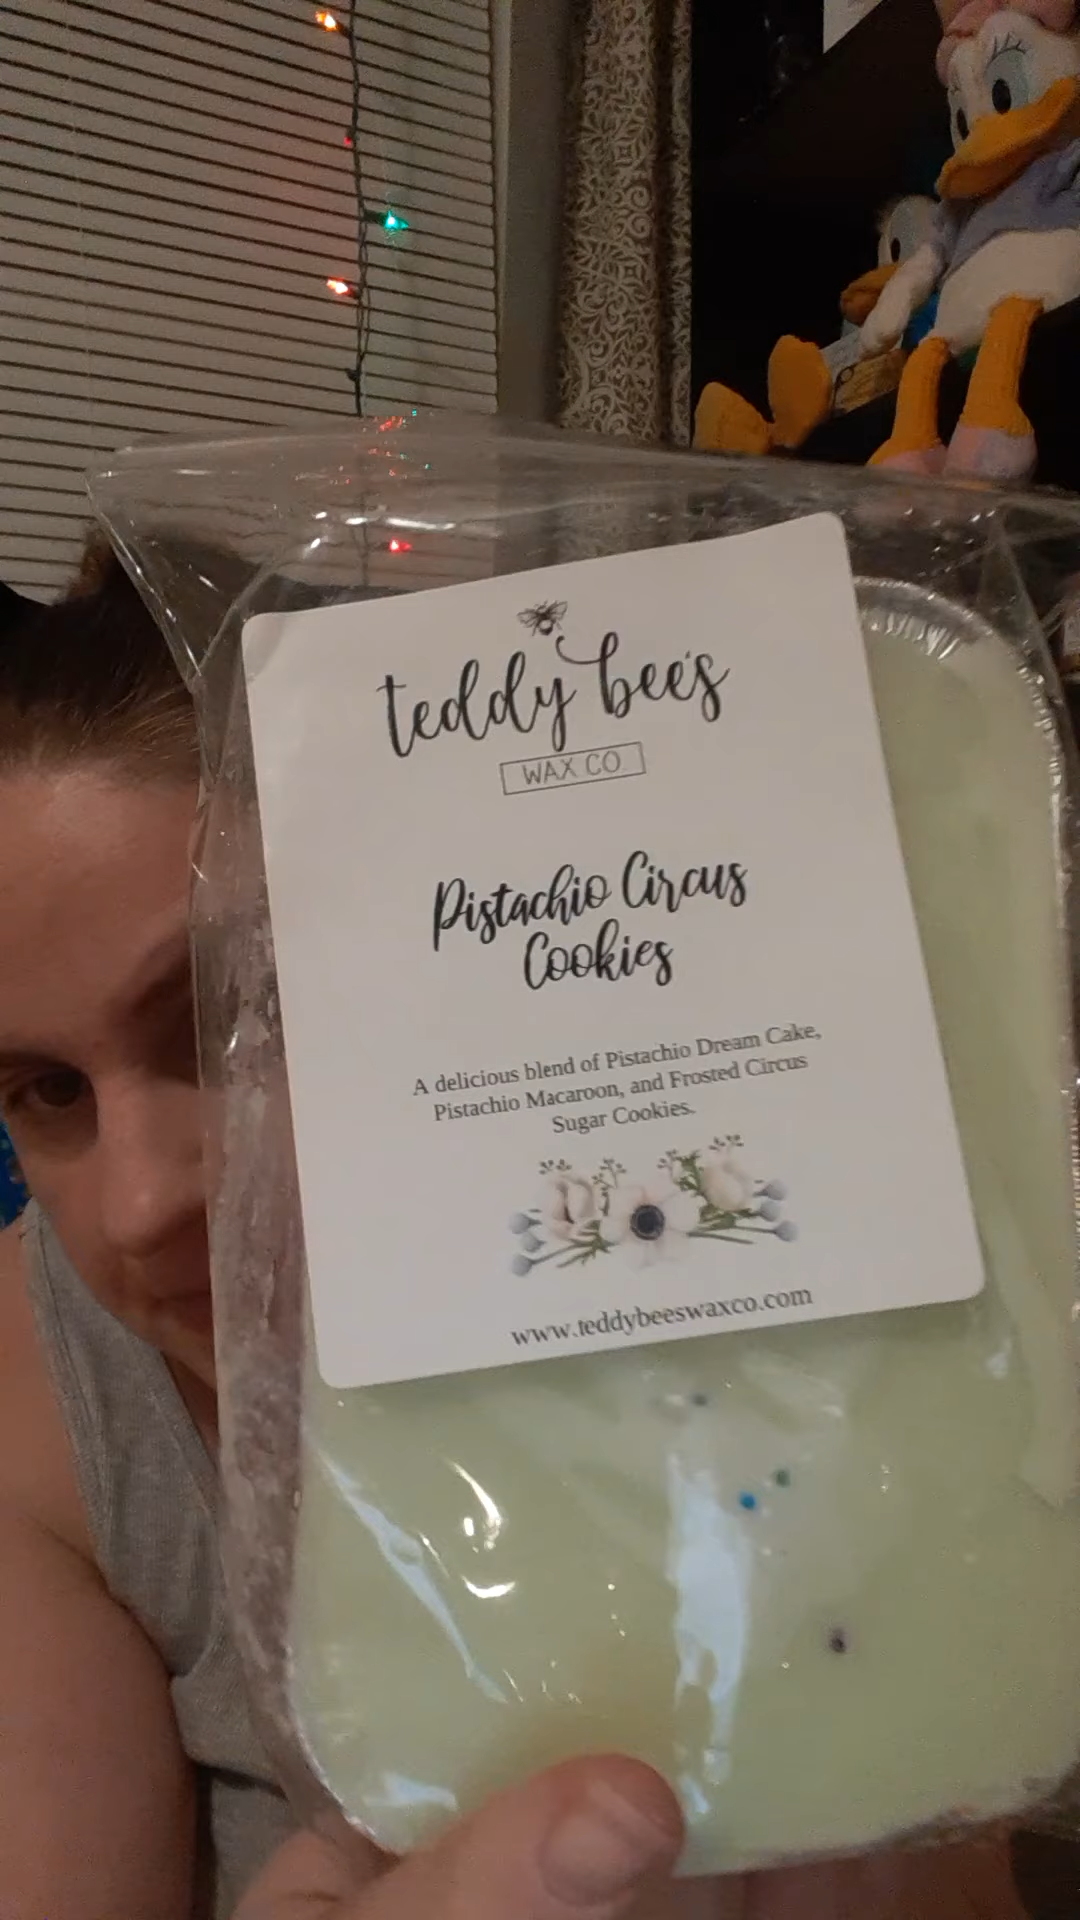 teddy bee's
WAX CO.
Pistachio Circus
Cookies
A delicious blend of Pistachio Dream Cake,
Pistachio Macaroon, and Frosted Circus
Sugar Cookies.
www.teddybeeswaxco.com